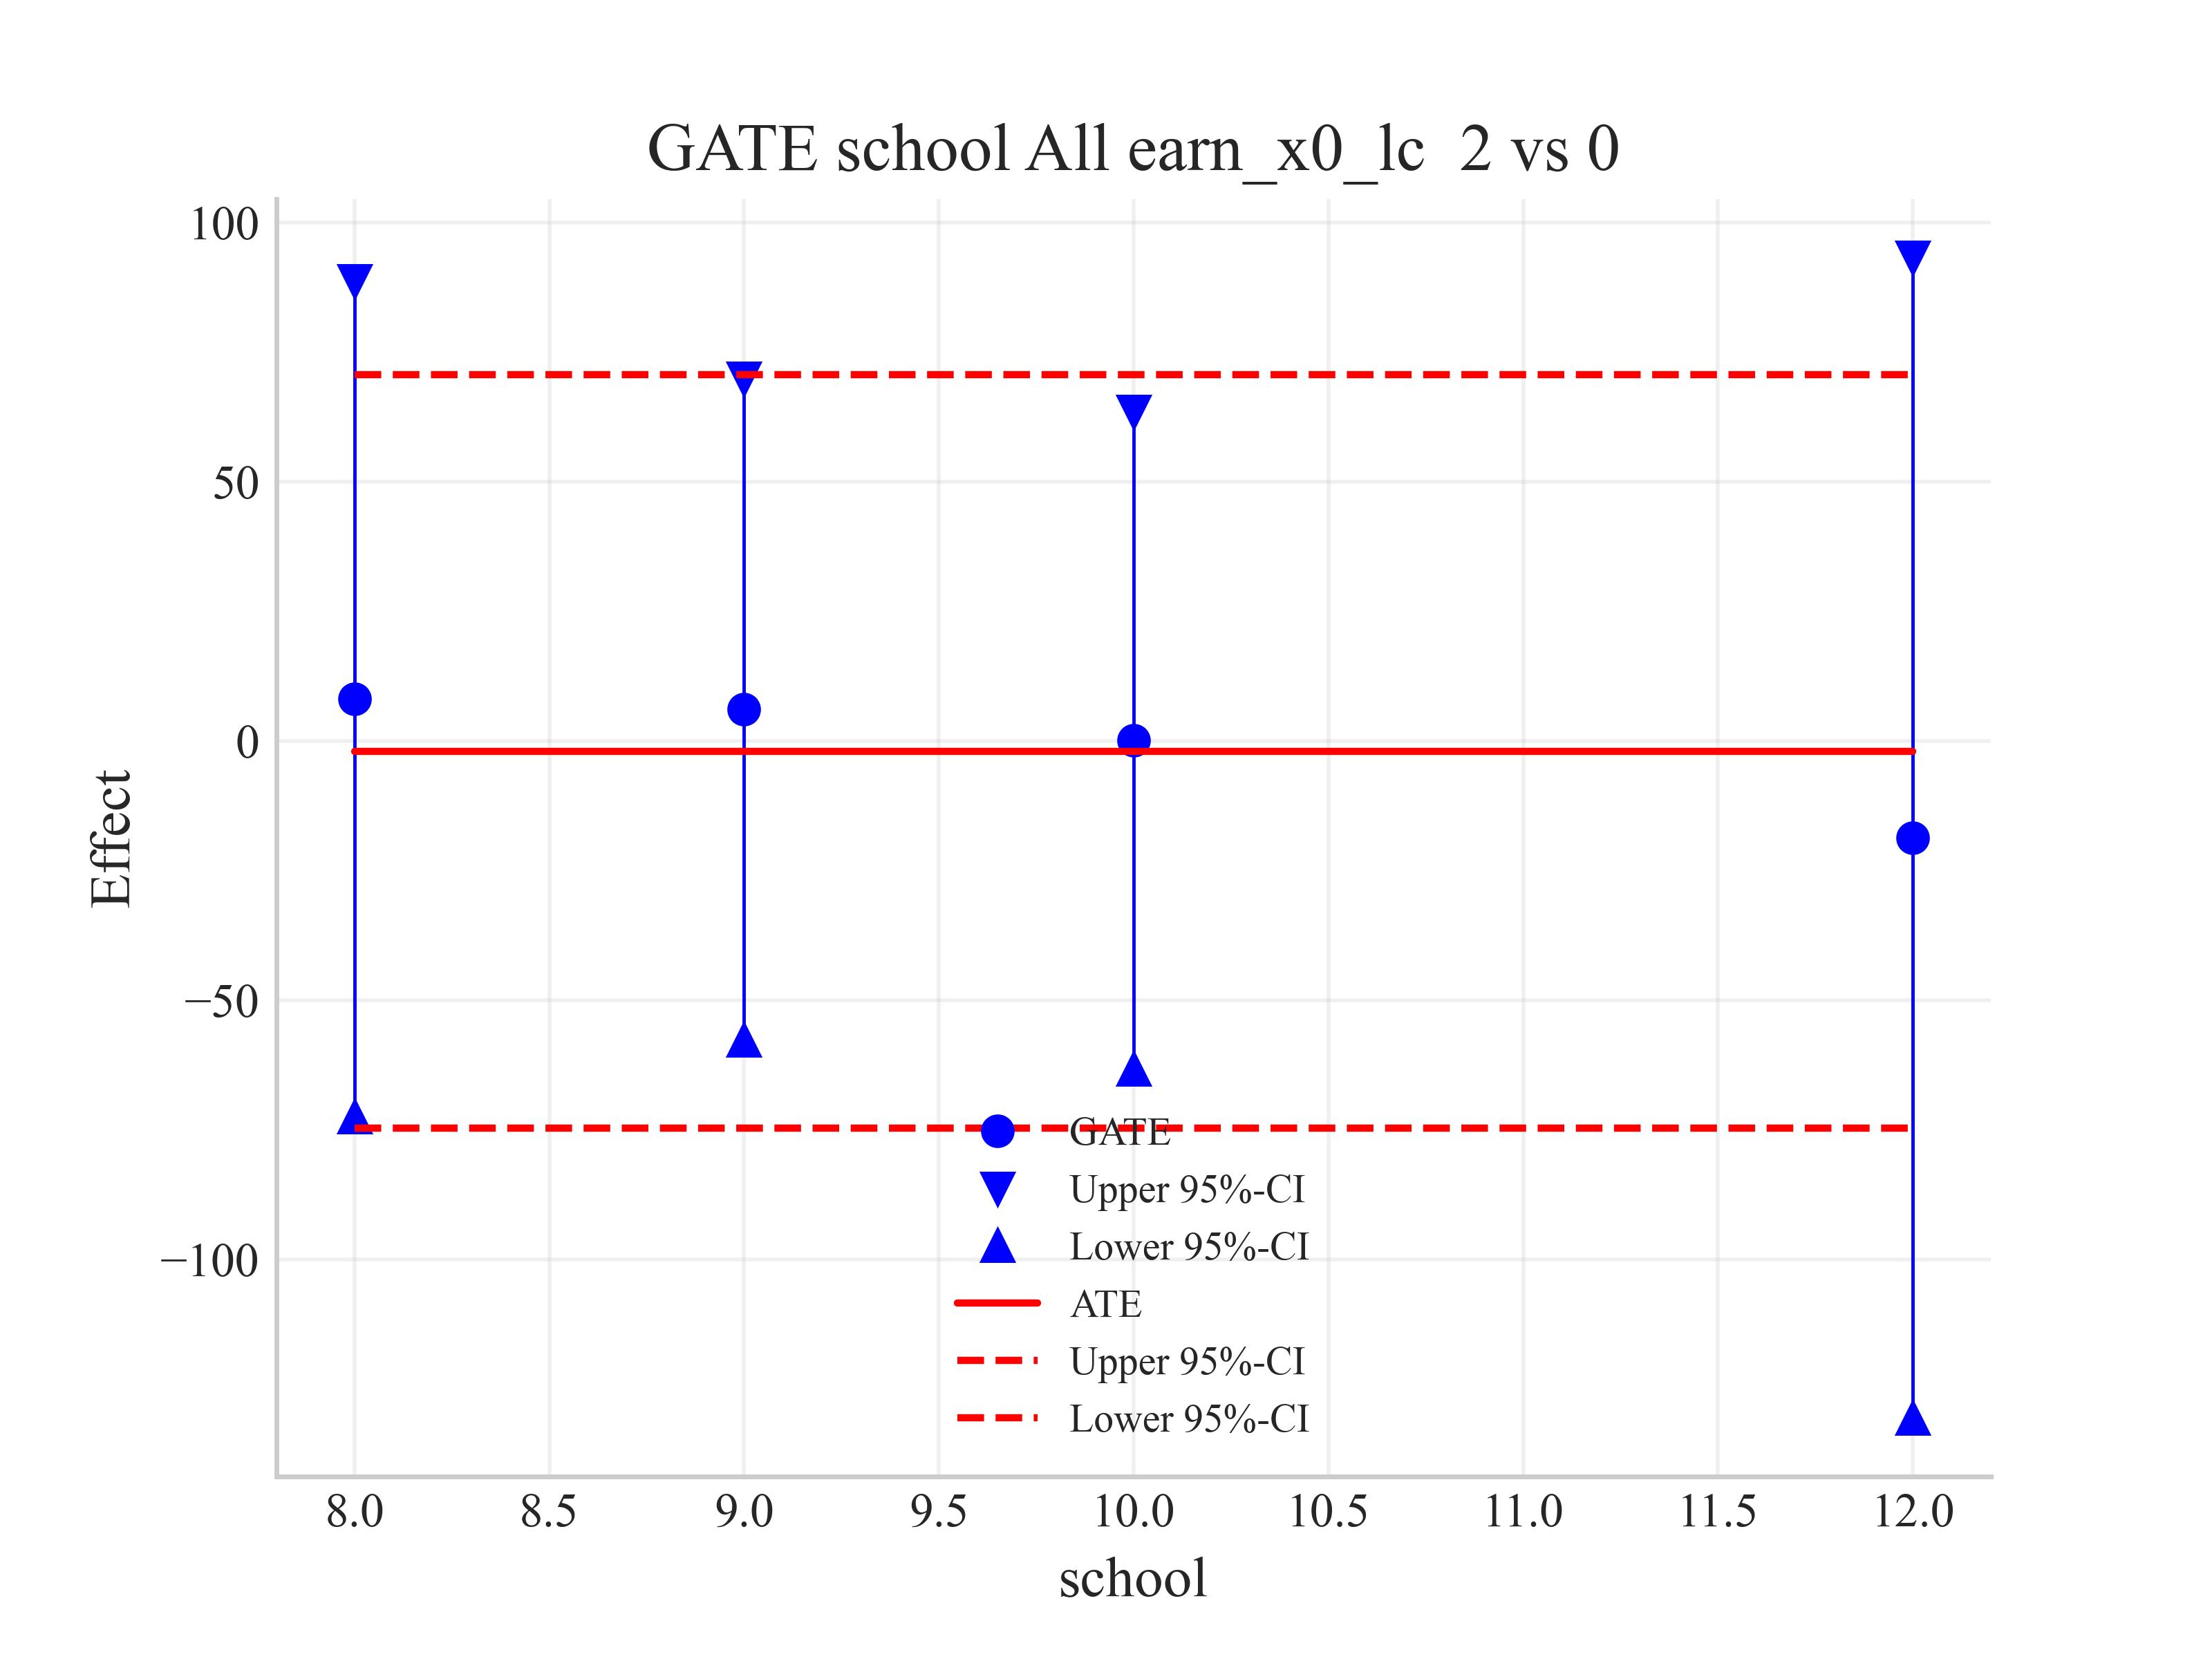 GATE school All earn_x0_lc  2 vs 0
100
50
0
−50
−100
Effect
GATE
Upper 95%-CI
Lower 95%-CI
ATE
Upper 95%-CI
Lower 95%-CI
8.0 8.5 9.0 9.5 10.0 10.5 11.0 11.5 12.0
school